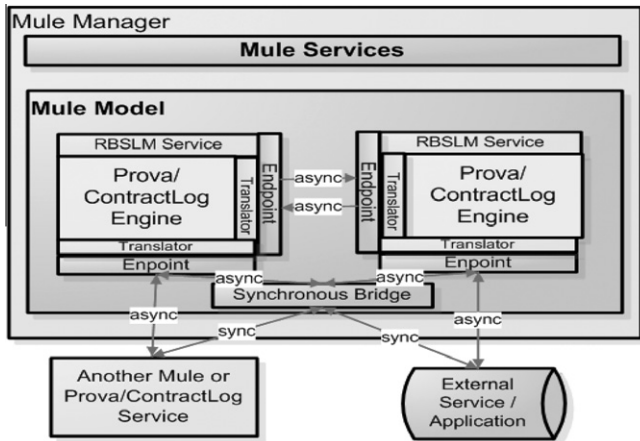 Mule Manager
Mule Services
Mule Model
RBSLM Service
Prova/
ContractLog
Engine
Translator
Endpoint
Translator
Enpoint
async
async
Endpoint
RBSLM Service
Translator
Prova/
ContractLog
Engine
Translator
Enpoint
async
async
Synchronous Bridge
async
sync
sync
async
Another Mule or
Prova/ContractLog
Service
External
Service /
Application